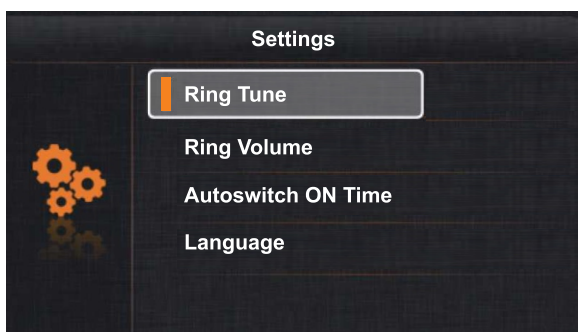 Settings
Ring Tune
Ring Volume
Autoswitch ON Time
Language